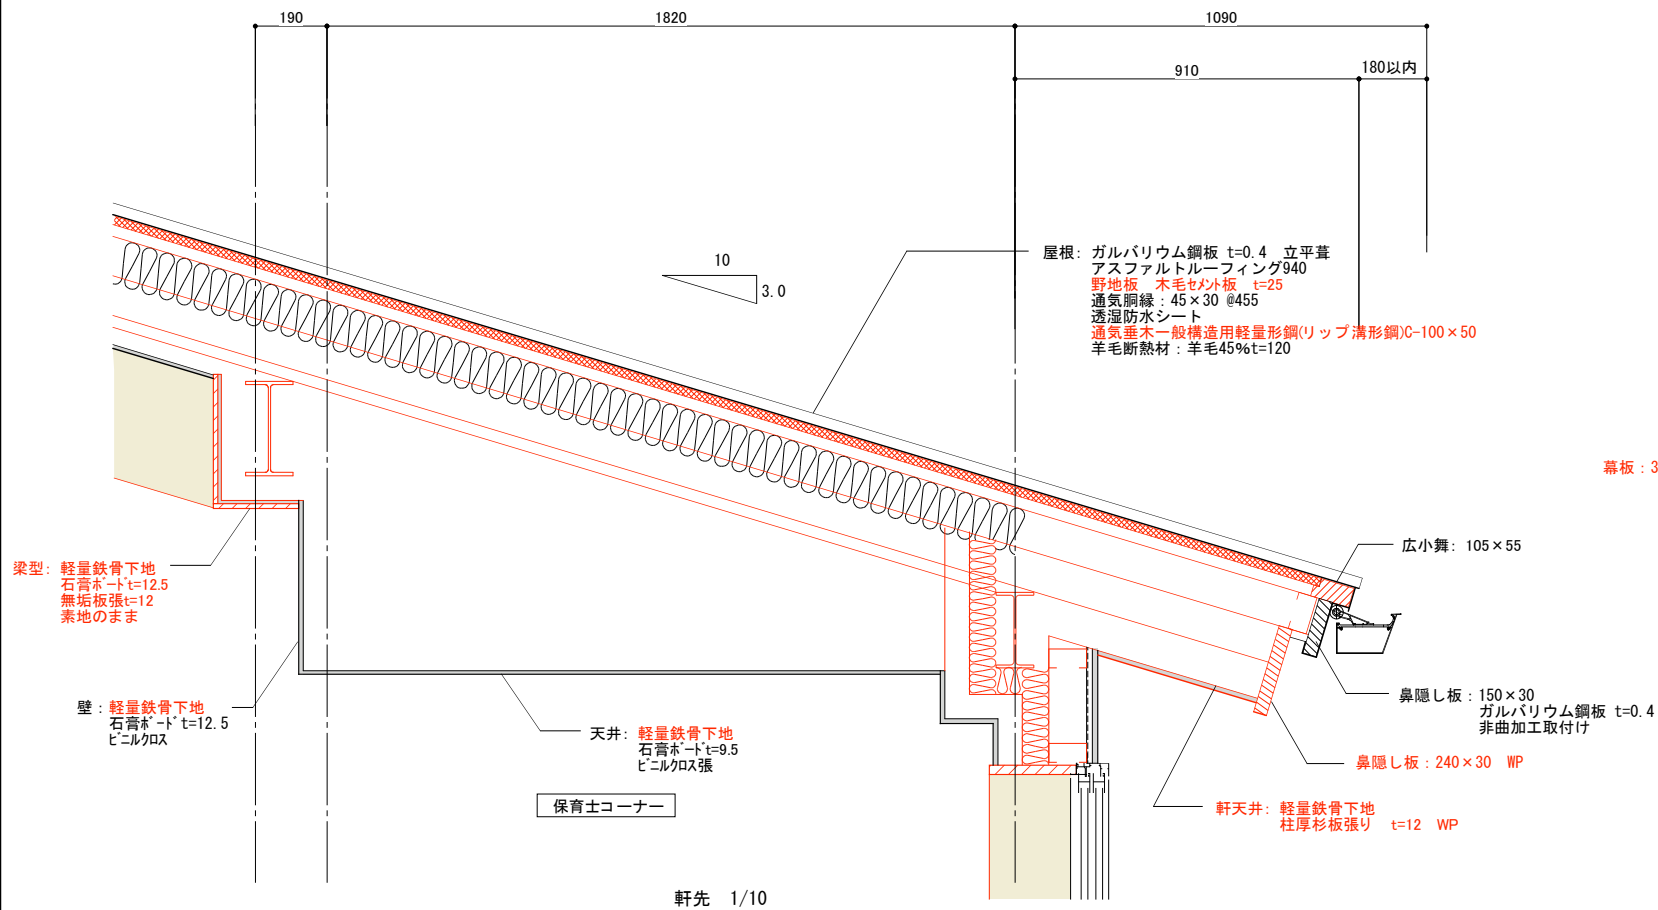 190
1820
1090
910
180以内
10
3.0
屋根: ガルバリウム鋼板 t=0.4 立平葺
アスファルトルーフィング940
野地板 木毛セメント板 t=25
通気胴縁：45×30 @455
透湿防水シート
通気垂木一般構造用軽量形鋼(リップ溝形鋼)C-100×50
羊毛断熱材：羊毛45%t=120
幕板：3
広小舞: 105×55
梁型: 軽量鉄骨下地
石膏ボードt=12.5
無垢板張t=12
素地のまま
壁：軽量鉄骨下地
石膏ボードt=12.5
ビニルクロス
天井: 軽量鉄骨下地
石膏ボードt=9.5
ビニルクロス張
保育士コーナー
鼻隠し板：150×30
ガルバリウム鋼板 t=0.4
非曲加工取付け
鼻隠し板：240×30 WP
軒天井: 軽量鉄骨下地
柱厚杉板張り t=12 WP
軒先 1/10